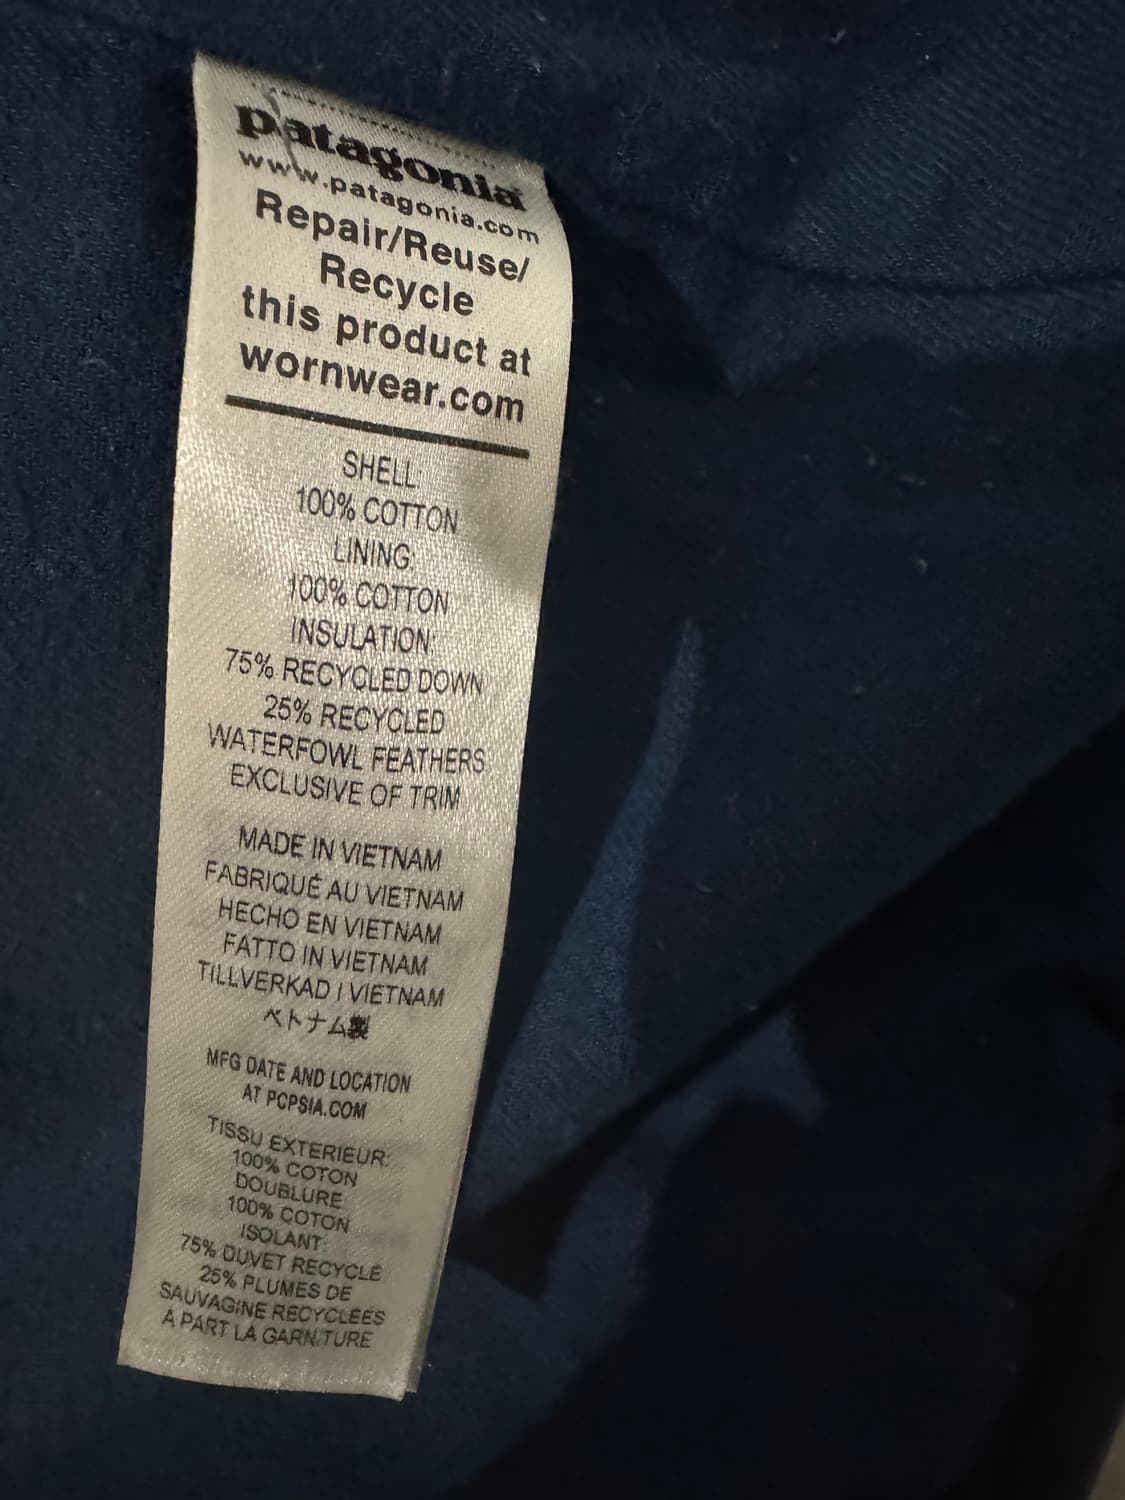 patagonia
www.patagonia.com
Repair/Reuse/
Recycle
this product at
wornwear.com
SHELL:
100% COTTON
LINING:
100% COTTON
INSULATION:
75% RECYCLED DOWN
25% RECYCLED
WATERFOWL FEATHERS
EXCLUSIVE OF TRIM
MADE IN VIETNAM
FABRIQUÉ AU VIETNAM
HECHO EN VIETNAM
FATTO IN VIETNAM
TILLVERKAD I VIETNAM
ベトナム製
MFG DATE AND LOCATION
AT PCPSIA.COM
TISSU EXTERIEUR:
100% COTON
DOUBLURE
100% COTON
ISOLANT:
75% DUVET RECYCLE
25% PLUMES DE
SAUVAGINE RECYCLEES
A PART LA GARNITURE